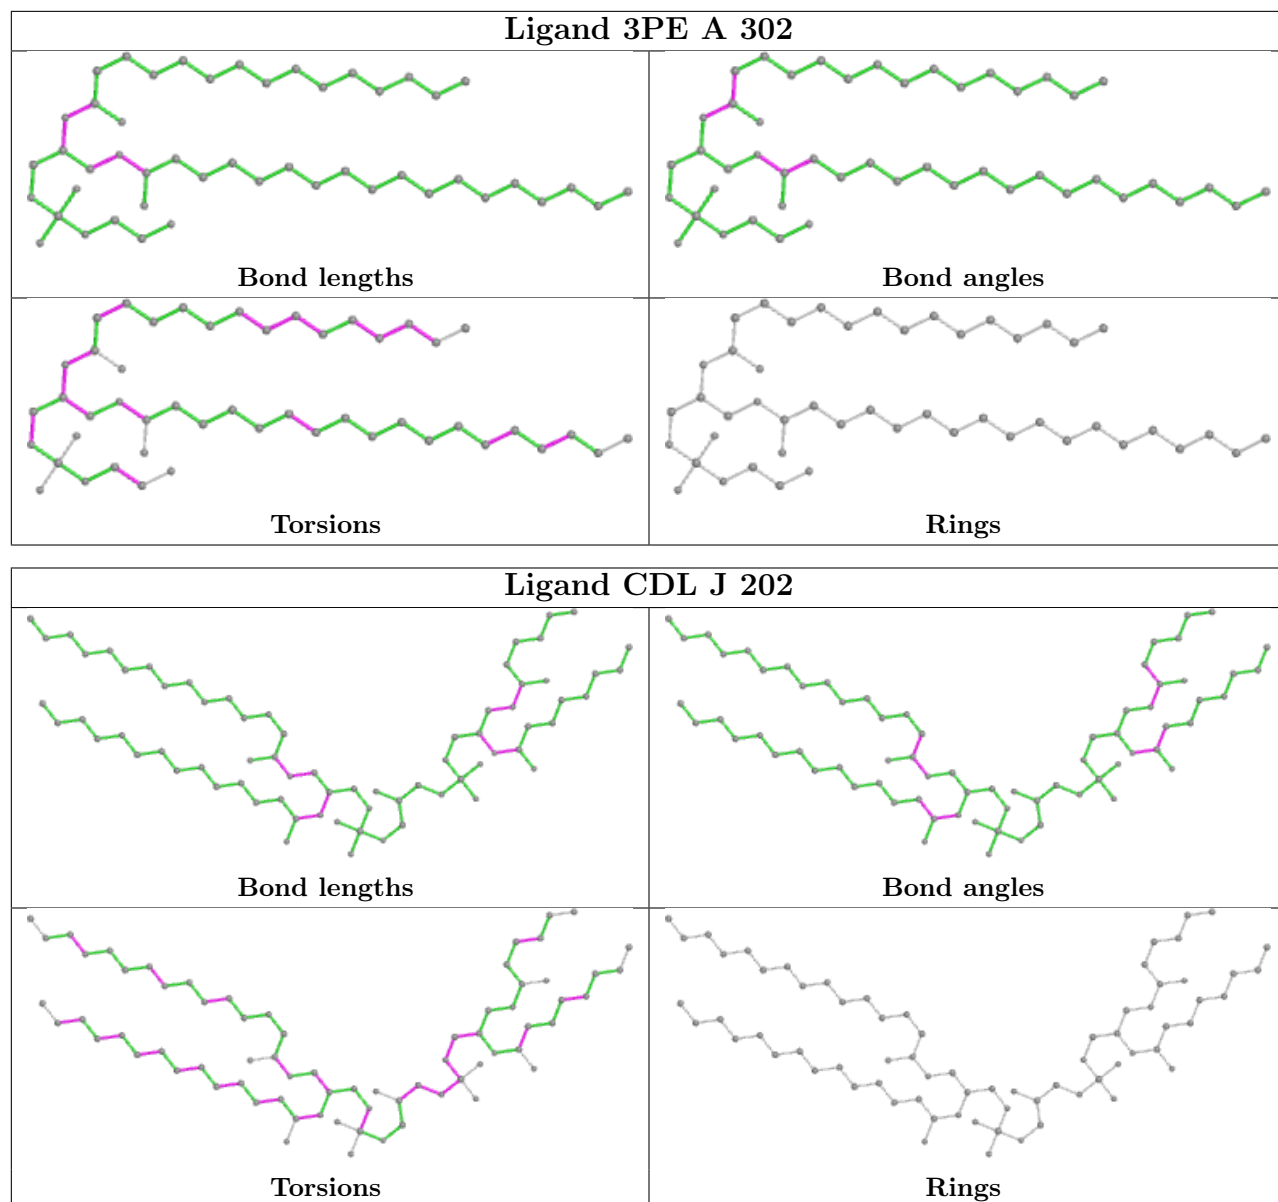 Ligand 3PE A 302
Bond lengths
Bond angles
Torsions
Rings
Ligand CDL J 202
Bond lengths
Bond angles
Torsions
Rings